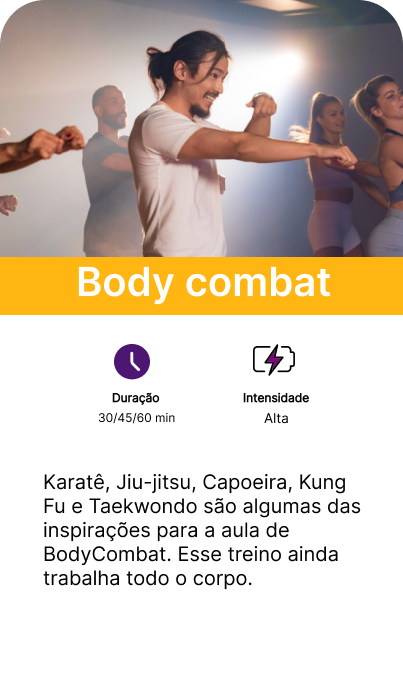 Body combat
Duração
30/45/60 min
Intensidade
Alta
Karatê, Jiu-jitsu, Capoeira, Kung
Fu e Taekwondo são algumas das
inspirações para a aula de
BodyCombat. Esse treino ainda
trabalha todo o corpo.